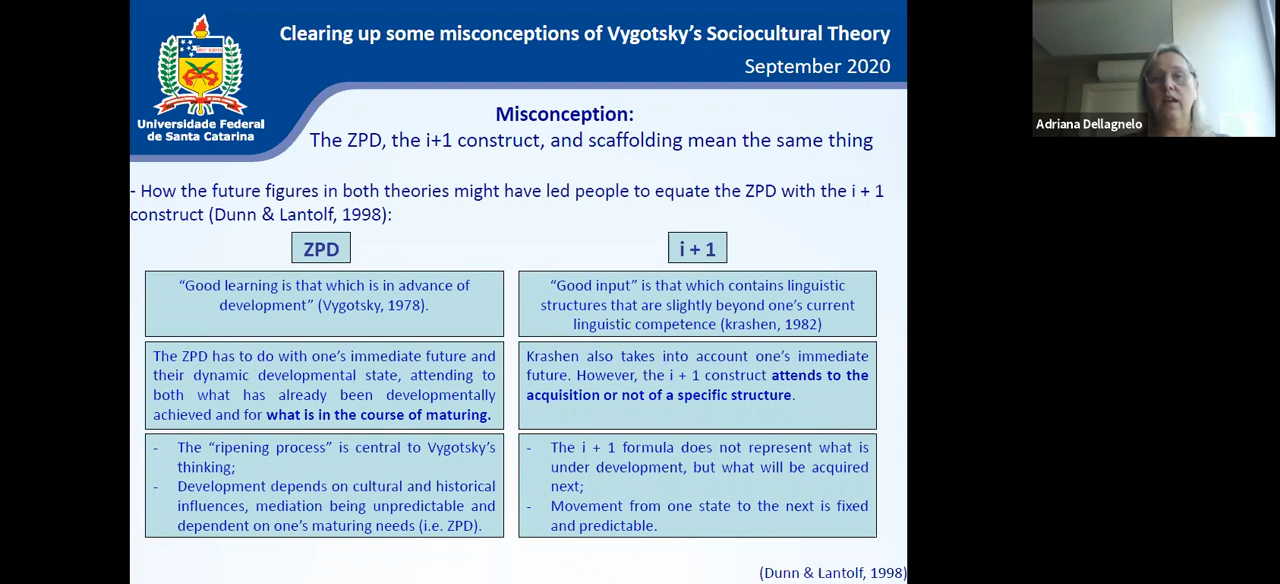 Clearing up some misconceptions of Vygotsky's Sociocultural Theory
September 2020
Universidade Federal
de Santa Catarina
Adriana Dellagnelo
Misconception:
The ZPD, the i+1 construct, and scaffolding mean the same thing
- How the future figures in both theories might have led people to equate the ZPD with the i + 1
construct (Dunn & Lantolf, 1998):
ZPD
"Good learning is that which is in advance of
development" (Vygotsky, 1978).
The ZPD has to do with one's immediate future and
their dynamic developmental state, attending to
both what has already been developmentally
achieved and for what is in the course of maturing.
- The "ripening process" is central to Vygotsky's
thinking;
- Development depends on cultural and historical
influences, mediation being unpredictable and
dependent on one's maturing needs (i.e. ZPD).
i + 1
"Good input" is that which contains linguistic
structures that are slightly beyond one's current
linguistic competence (krashen, 1982)
Krashen also takes into account one's immediate
future. However, the i + 1 construct attends to the
acquisition or not of a specific structure.
- The i + 1 formula does not represent what is
under development, but what will be acquired
next;
- Movement from one state to the next is fixed
and predictable.
(Dunn & Lantolf, 1998)